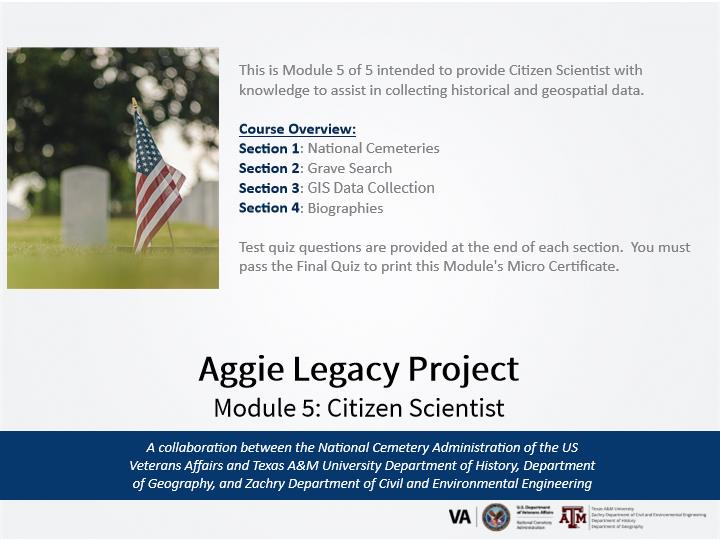 This is Module 5 of 5 intended to provide Citizen Scientist with
knowledge to assist in collecting historical and geospatial data.
Course Overview:
Section 1: National Cemeteries
Section 2: Grave Search
Section 3: GIS Data Collection
Section 4: Biographies
Test quiz questions are provided at the end of each section. You must
pass the Final Quiz to print this Module's Micro Certificate.
Aggie Legacy Project
Module 5: Citizen Scientist
A collaboration between the National Cemetery Administration of the US
Veterans Affairs and Texas A&M University Department of History, Department
of Geography, and Zachry Department of Civil and Environmental Engineering
VA
U.S. Department
of Veterans Affairs
National Cemetery
Administration
ATM
Texas A&M University
Zachry Department of Civil and Environmental Engineering
Department of History
Department of Geography